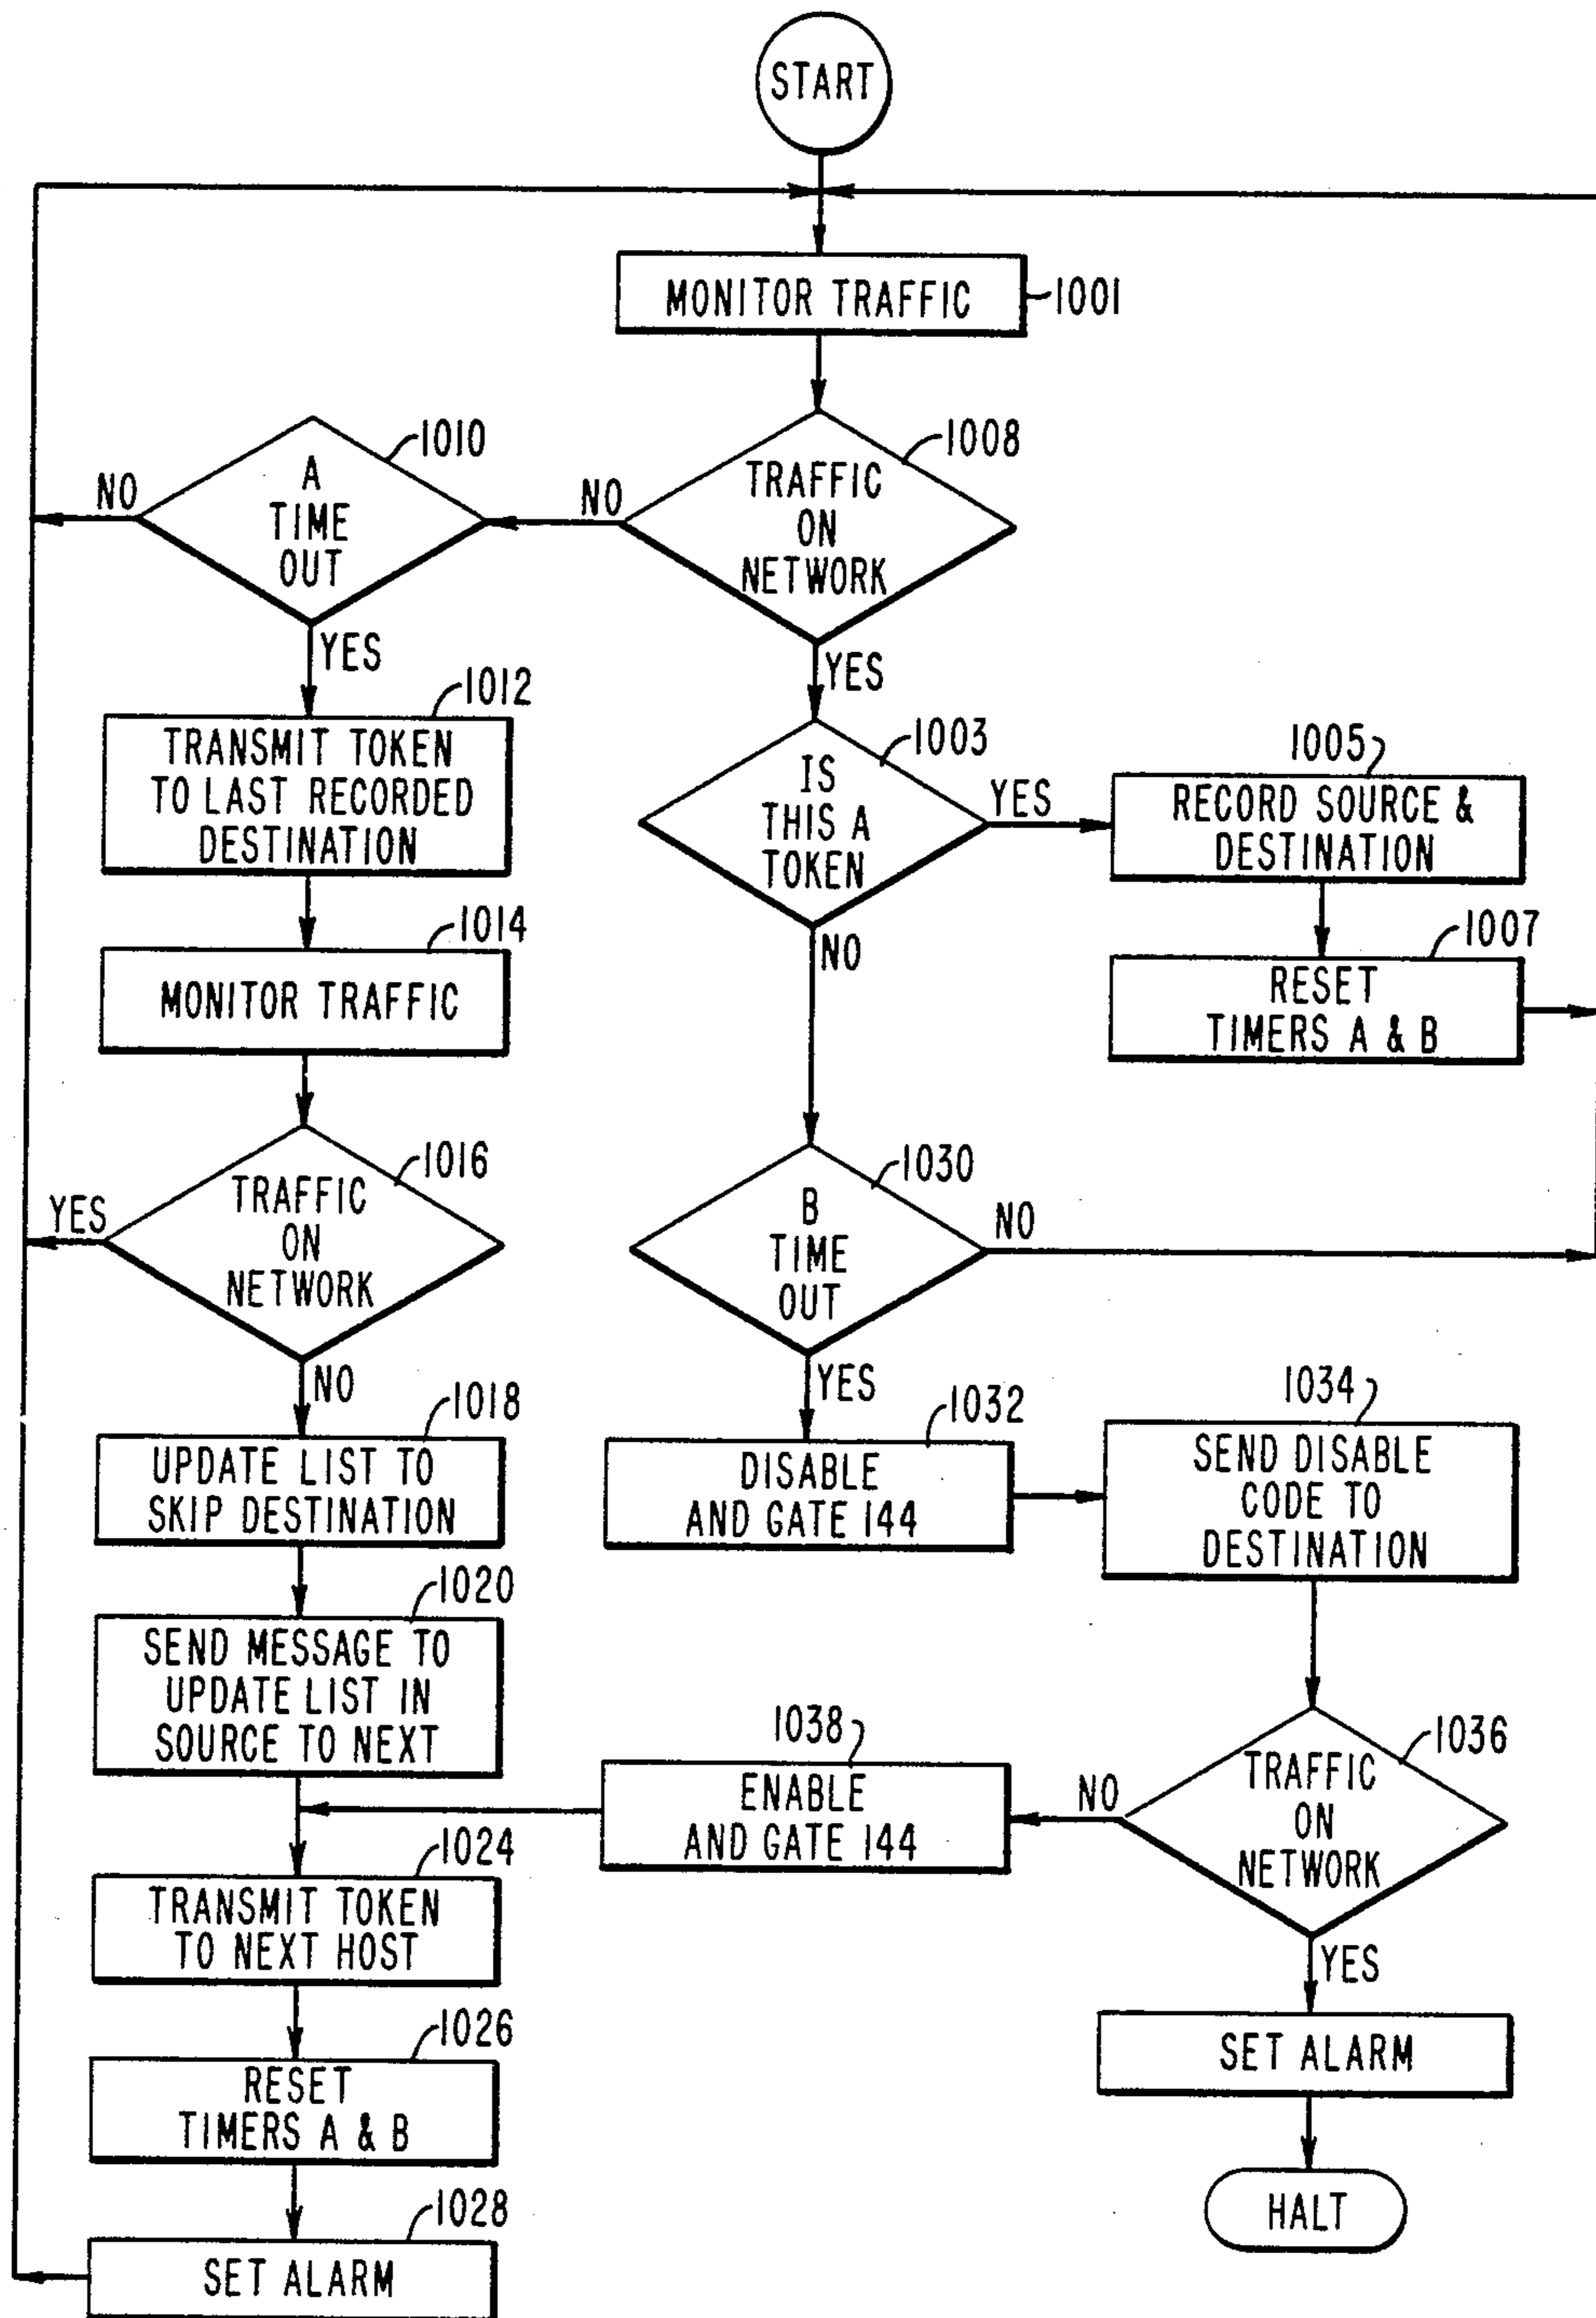 START
MONITOR TRAFFIC
1001
1010
A
TIME
OUT
NO
YES
1008
TRAFFIC
ON
NETWORK
NO
YES
1012
TRANSMIT TOKEN
TO LAST RECORDED
DESTINATION
1003
IS
THIS A
TOKEN
YES
NO
1005
RECORD SOURCE &
DESTINATION
1007
RESET
TIMERS A & B
1014
MONITOR TRAFFIC
1016
TRAFFIC
ON
NETWORK
YES
NO
1030
B
TIME
OUT
NO
YES
1018
UPDATE LIST TO
SKIP DESTINATION
1032
DISABLE
AND GATE 144
1034
SEND DISABLE
CODE TO
DESTINATION
1020
SEND MESSAGE TO
UPDATE LIST IN
SOURCE TO NEXT
1038
ENABLE
AND GATE 144
1036
TRAFFIC
ON
NETWORK
NO
YES
1024
TRANSMIT TOKEN
TO NEXT HOST
1026
RESET
TIMERS A & B
SET ALARM
HALT
1028
SET ALARM